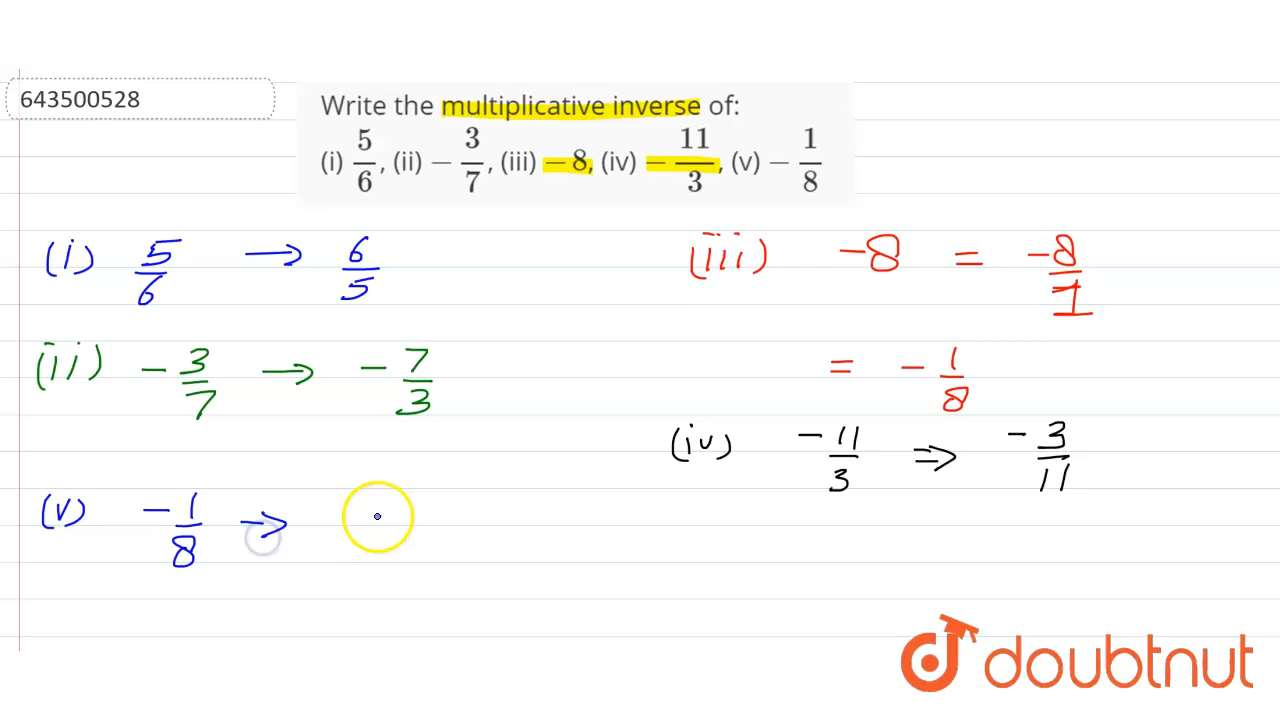 643500528
Write the multiplicative inverse of:
(i) 5/6, (ii) −3/7, (iii) −8, (iv) −11/3, (v) −1/8
(i) 5/6 → 6/5
(ii) −3/7 → −7/3
(v) −1/8 →
(iii) −8 = −8/1
= −1/8
(iv) −11/3 ⇒ −3/11
doubtnut